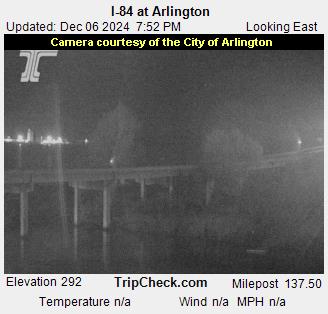 I-84 at Arlington
Updated: Dec 06 2024 7:52 PM Looking East
Camera courtesy of the City of Arlington
Elevation 292 TripCheck.com Milepost 137.50
Temperature n/a Wind n/a MPH n/a